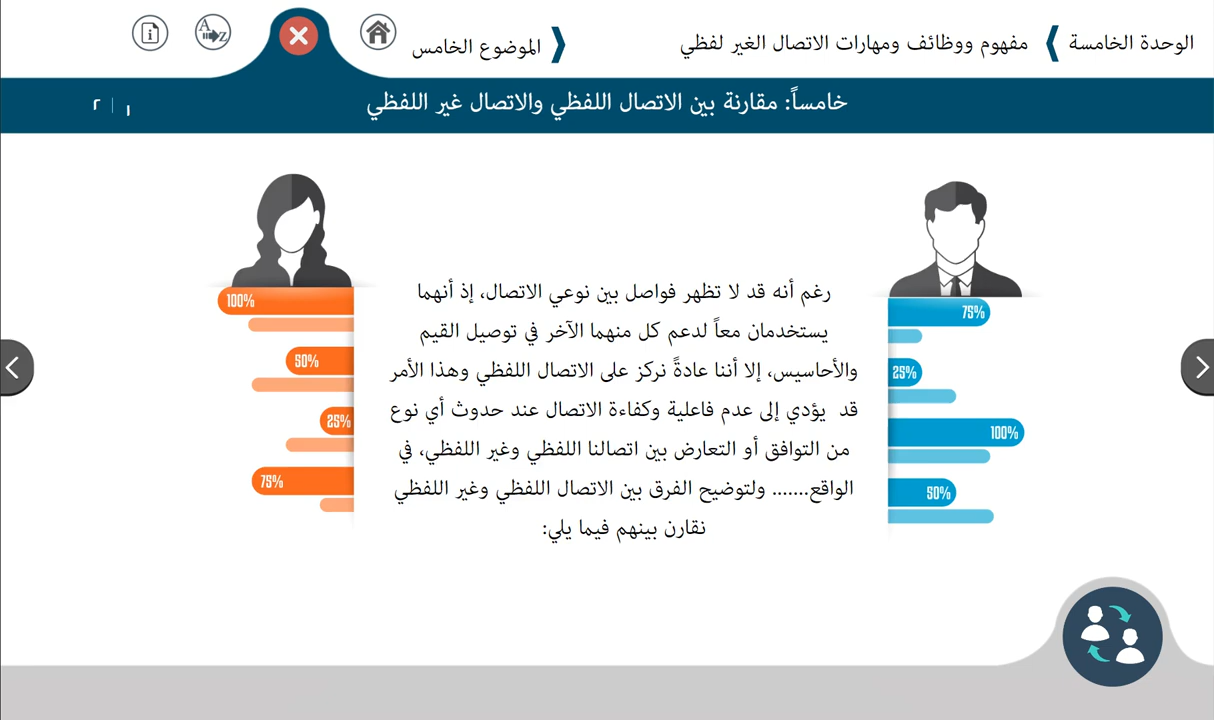 الوحدة الخامسة
مفهوم ووظائف ومهارات الاتصال الغير لفظي
الموضوع الخامس
A
Z
i
خامساً: مقارنة بين الاتصال اللفظي والاتصال غير اللفظي
١ | ٢
رغم أنه قد لا تظهر فواصل بين نوعي الاتصال، إذ أنهما
يستخدمان معاً لدعم كل منهما الآخر في توصيل القيم
والأحاسيس، إلا أننا عادةً نركز على الاتصال اللفظي وهذا الأمر
قد يؤدي إلى عدم فاعلية وكفاءة الاتصال عند حدوث أي نوع
من التوافق أو التعارض بين اتصالنا اللفظي وغير اللفظي، في
الواقع....... ولتوضيح الفرق بين الاتصال اللفظي وغير اللفظي
نقارن بينهم فيما يلي:
75%
25%
100%
50%
100%
50%
25%
75%